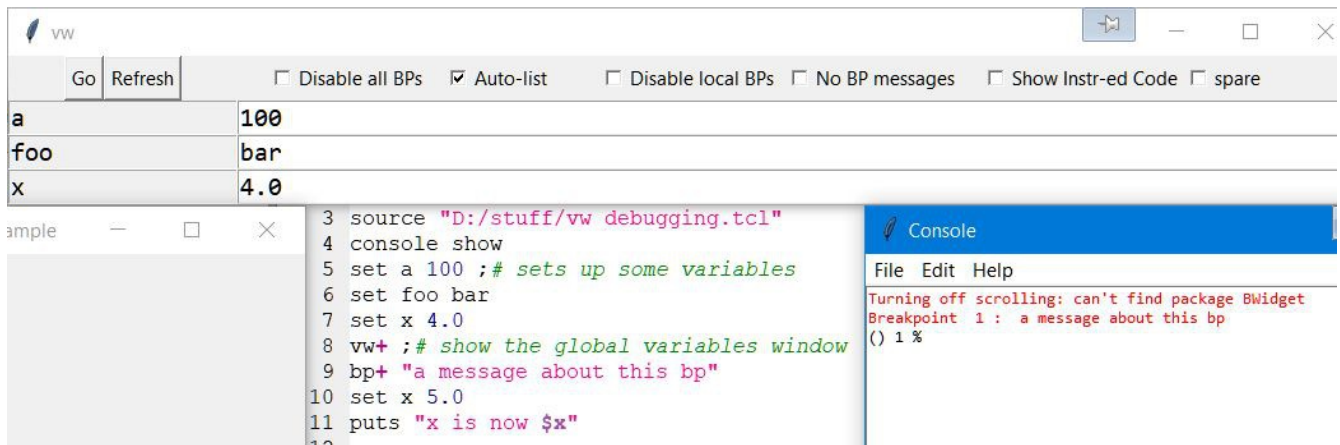 vw
Go Refresh Disable all BPs Auto-list Disable local BPs No BP messages Show Instr-ed Code spare
a 100
foo bar
x 4.0
ample
3 source "D:/stuff/vw debugging.tcl"
4 console show
5 set a 100 ;# sets up some variables
6 set foo bar
7 set x 4.0
8 vw+ ;# show the global variables window
9 bp+ "a message about this bp"
10 set x 5.0
11 puts "x is now $x"
Console
File Edit Help
Turning off scrolling: can't find package BWidget
Breakpoint 1 : a message about this bp
() 1 %